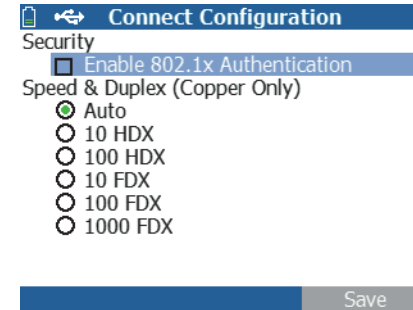 Connect Configuration
Security
Enable 802.1x Authentication
Speed & Duplex (Copper Only)
Auto
10 HDX
100 HDX
10 FDX
100 FDX
1000 FDX
Save